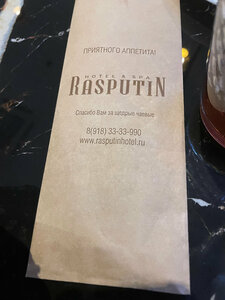 ПРИЯТНОГО АППЕТИТА!
HOTEL & SPA
RASPUTIN
Спасибо Вам за щедрые чаевые
8(918) 33-33-990
www.rasputinhotel.ru